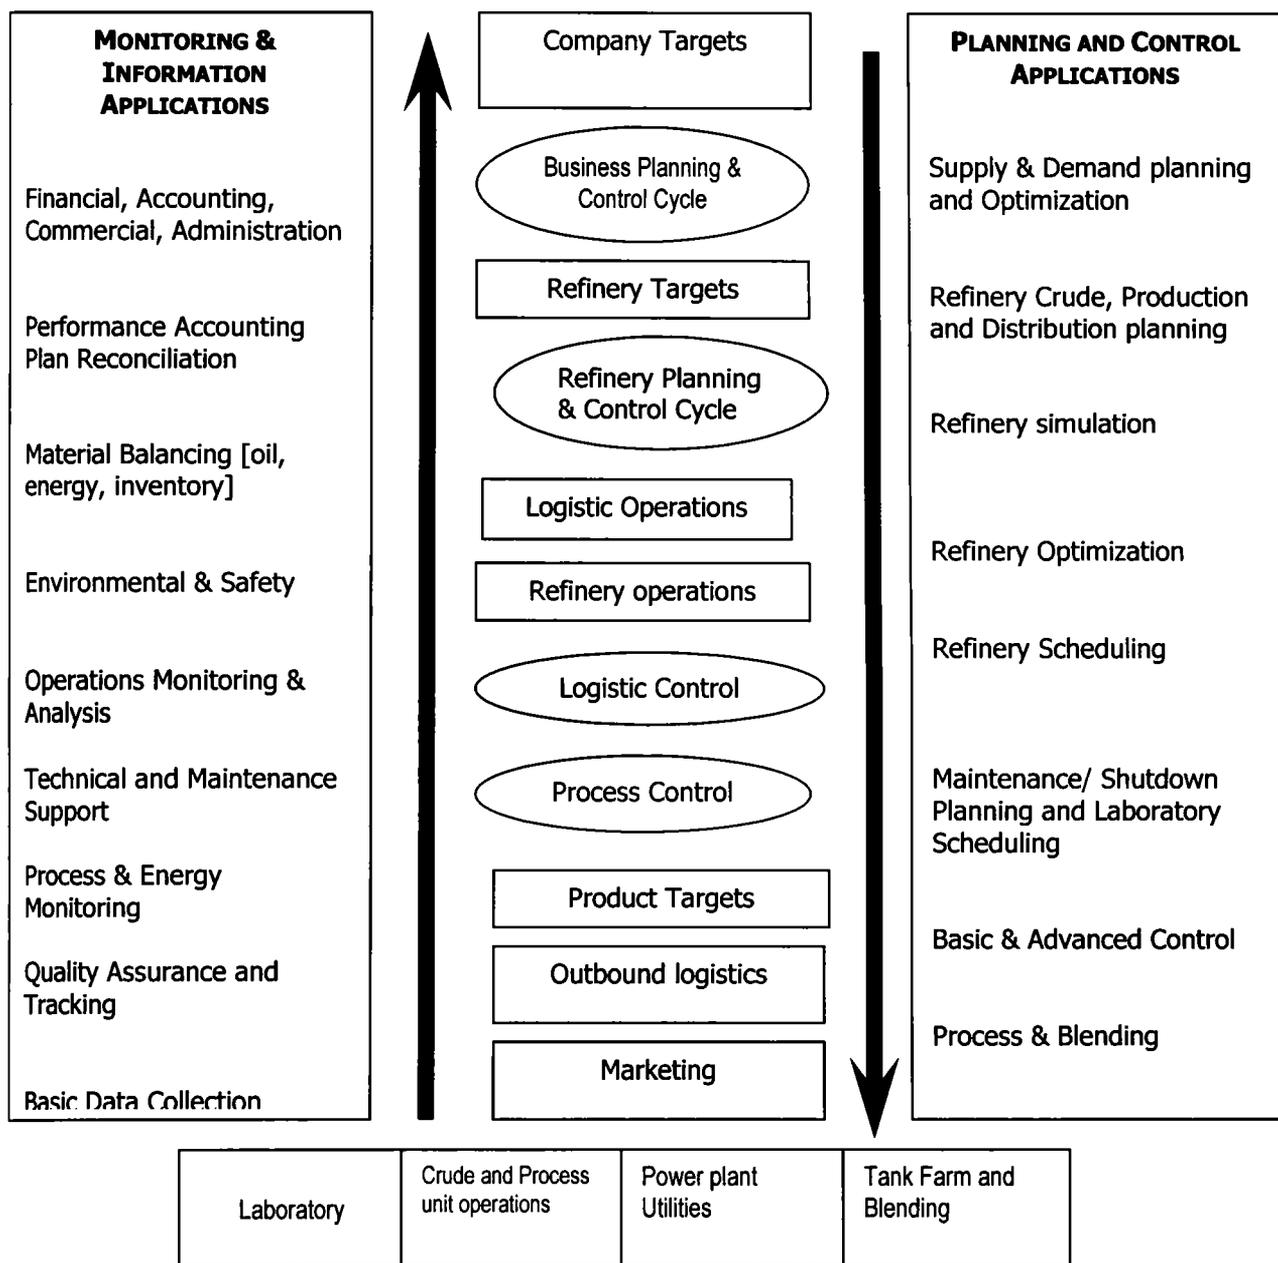 MONITORING &
INFORMATION
APPLICATIONS
Financial, Accounting,
Commercial, Administration
Performance Accounting
Plan Reconciliation
Material Balancing [oil,
energy, inventory]
Environmental & Safety
Operations Monitoring &
Analysis
Technical and Maintenance
Support
Process & Energy
Monitoring
Quality Assurance and
Tracking
Basic Data Collection
Company Targets
Business Planning &
Control Cycle
Refinery Targets
Refinery Planning
& Control Cycle
Logistic Operations
Refinery operations
Logistic Control
Process Control
Product Targets
Outbound logistics
Marketing
PLANNING AND CONTROL
APPLICATIONS
Supply & Demand planning
and Optimization
Refinery Crude, Production
and Distribution planning
Refinery simulation
Refinery Optimization
Refinery Scheduling
Maintenance/ Shutdown
Planning and Laboratory
Scheduling
Basic & Advanced Control
Process & Blending
Laboratory
Crude and Process
unit operations
Power plant
Utilities
Tank Farm and
Blending